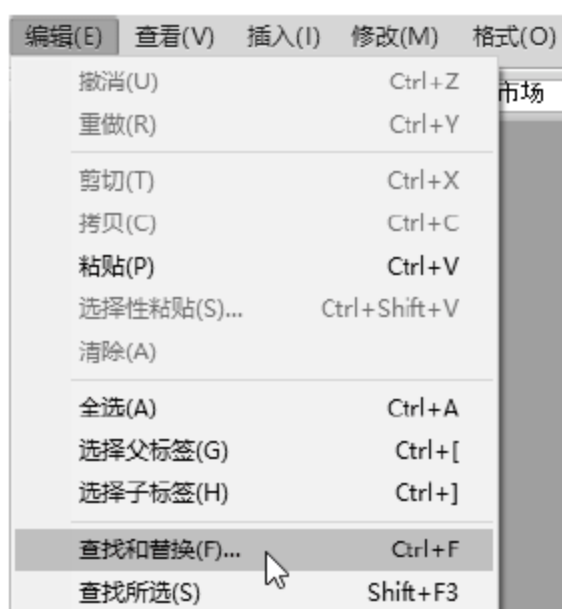 编辑(E) 查看(V) 插入(I) 修改(M) 格式(O)
撤消(U) Ctrl+Z
市场
重做(R) Ctrl+Y
剪切(T) Ctrl+X
拷贝(C) Ctrl+C
粘贴(P) Ctrl+V
选择性粘贴(S)... Ctrl+Shift+V
清除(A)
全选(A) Ctrl+A
选择父标签(G) Ctrl+[
选择子标签(H) Ctrl+]
查找和替换(F)... Ctrl+F
查找所选(S) Shift+F3